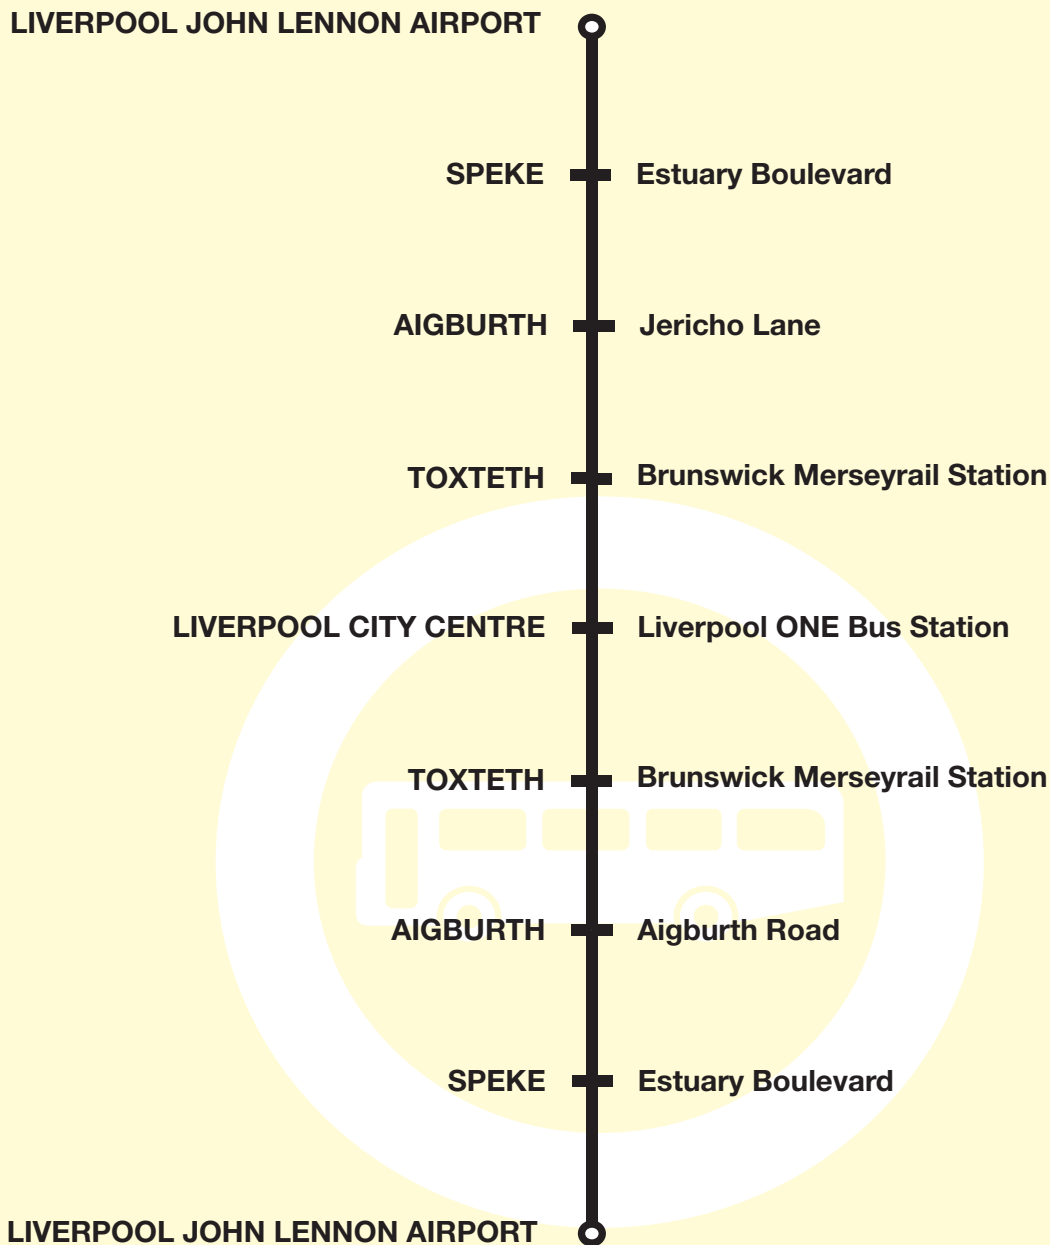 LIVERPOOL JOHN LENNON AIRPORT
SPEKE Estuary Boulevard
AIGBURTH Jericho Lane
TOXTETH Brunswick Merseyrail Station
LIVERPOOL CITY CENTRE Liverpool ONE Bus Station
TOXTETH Brunswick Merseyrail Station
AIGBURTH Aigburth Road
SPEKE Estuary Boulevard
LIVERPOOL JOHN LENNON AIRPORT